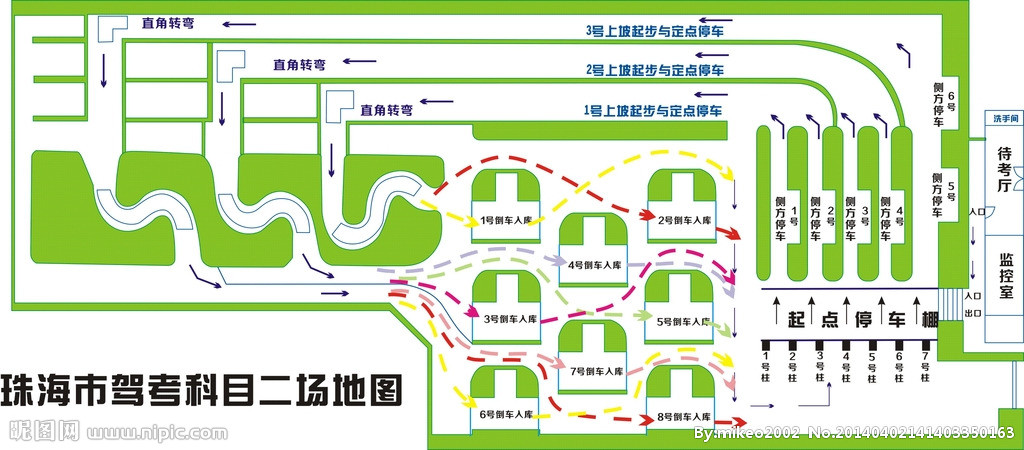 直角转弯
3号上坡起步与定点停车
直角转弯
2号上坡起步与定点停车
直角转弯
1号上坡起步与定点停车
6号
侧方停车
5号
侧方停车
洗手间
待考厅
入口
监控室
入口
出口
1号
侧方停车
2号
侧方停车
3号
侧方停车
4号
侧方停车
1号倒车入库
2号倒车入库
4号倒车入库
3号倒车入库
5号倒车入库
7号倒车入库
6号倒车入库
8号倒车入库
起点停车棚
1号柱
2号柱
3号柱
4号柱
5号柱
6号柱
7号柱
珠海市驾考科目二场地图
昵图网 www.nipic.com
By:mikeo2002 No.20140402141403350163